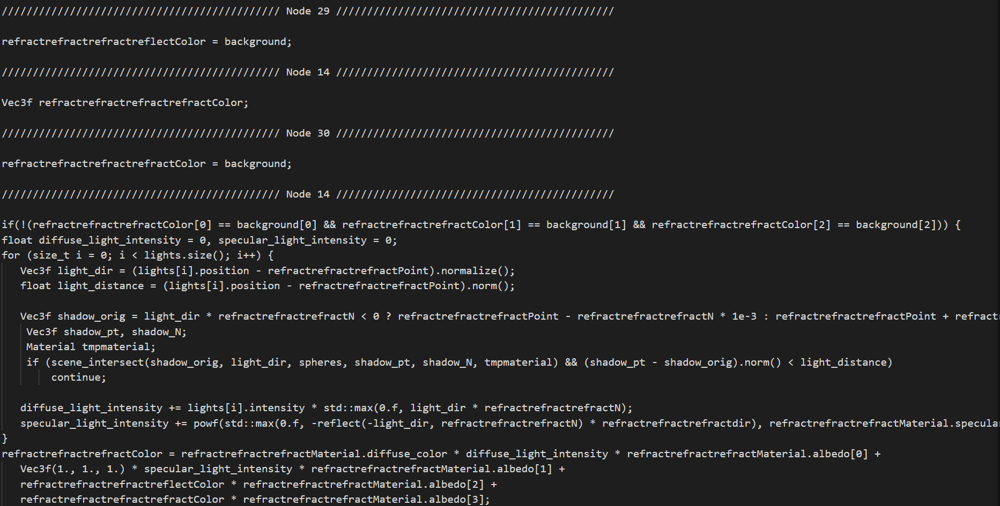 ///////////////////////////////////////////// Node 29 /////////////////////////////////////////////
refractrefractrefractreflectColor = background;
///////////////////////////////////////////// Node 14 /////////////////////////////////////////////
Vec3f refractrefractrefractrefractColor;
///////////////////////////////////////////// Node 30 /////////////////////////////////////////////
refractrefractrefractrefractColor = background;
///////////////////////////////////////////// Node 14 /////////////////////////////////////////////
if(!(refractrefractrefractColor[0] == background[0] && refractrefractrefractColor[1] == background[1] && refractrefractrefractColor[2] == background[2])) {
float diffuse_light_intensity = 0, specular_light_intensity = 0;
for (size_t i = 0; i < lights.size(); i++) {
Vec3f light_dir = (lights[i].position - refractrefractrefractPoint).normalize();
float light_distance = (lights[i].position - refractrefractrefractPoint).norm();
Vec3f shadow_orig = light_dir * refractrefractrefractN < 0 ? refractrefractrefractPoint - refractrefractrefractN * 1e-3 : refractrefractrefractPoint + refract
Vec3f shadow_pt, shadow_N;
Material tmpmaterial;
if (scene_intersect(shadow_orig, light_dir, spheres, shadow_pt, shadow_N, tmpmaterial) && (shadow_pt - shadow_orig).norm() < light_distance)
continue;
diffuse_light_intensity += lights[i].intensity * std::max(0.f, light_dir * refractrefractrefractN);
specular_light_intensity += powf(std::max(0.f, -reflect(-light_dir, refractrefractrefractN) * refractrefractrefractdir), refractrefractrefractMaterial.specula
}
refractrefractrefractColor = refractrefractrefractMaterial.diffuse_color * diffuse_light_intensity * refractrefractrefractMaterial.albedo[0] +
Vec3f(1., 1., 1.) * specular_light_intensity * refractrefractrefractMaterial.albedo[1] +
refractrefractrefractreflectColor * refractrefractrefractMaterial.albedo[2] +
refractrefractrefractrefractColor * refractrefractrefractMaterial.albedo[3];